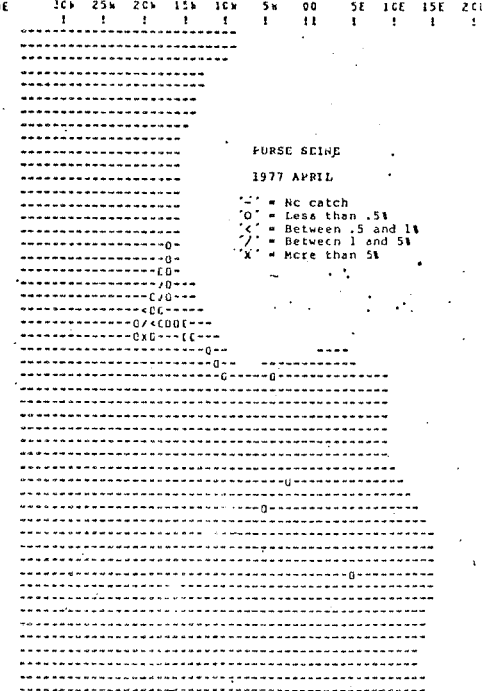 30W 25W 20W 15W 10W 5W 00 5E 10E 15E
PURSE SEINE
1977 APRIL
'-' = No catch
'O' = Less than .5%
'<' = Between .5 and 1%
'/' = Between 1 and 5%
'X' = More than 5%